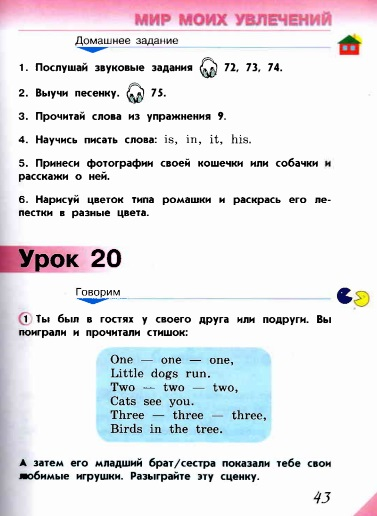 МИР МОИХ УВЛЕЧЕНИЙ
Домашнее задание
1. Послушай звуковые задания 72, 73, 74.
2. Выучи песенку. 75.
3. Прочитай слова из упражнения 9.
4. Научись писать слова: is, in, it, his.
5. Принеси фотографии своей кошечки или собачки и
расскажи о ней.
6. Нарисуй цветок типа ромашки и раскрась его ле-
пестки в разные цвета.
Урок 20
Говорим
1 Ты был в гостях у своего друга или подруги. Вы
поиграли и прочитали стишок:
One — one — one,
Little dogs run.
Two — two — two,
Cats see you.
Three — three — three,
Birds in the tree.
А затем его младший брат/сестра показали тебе свои
любимые игрушки. Разыграйте эту сценку.
43